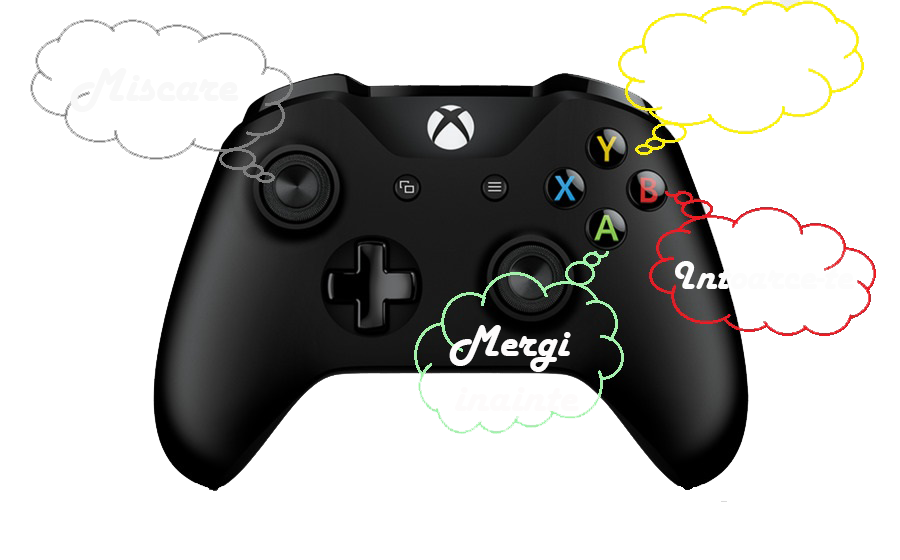 Miscare
Y
X
B
A
Intoarce-te
Mergi
inainte